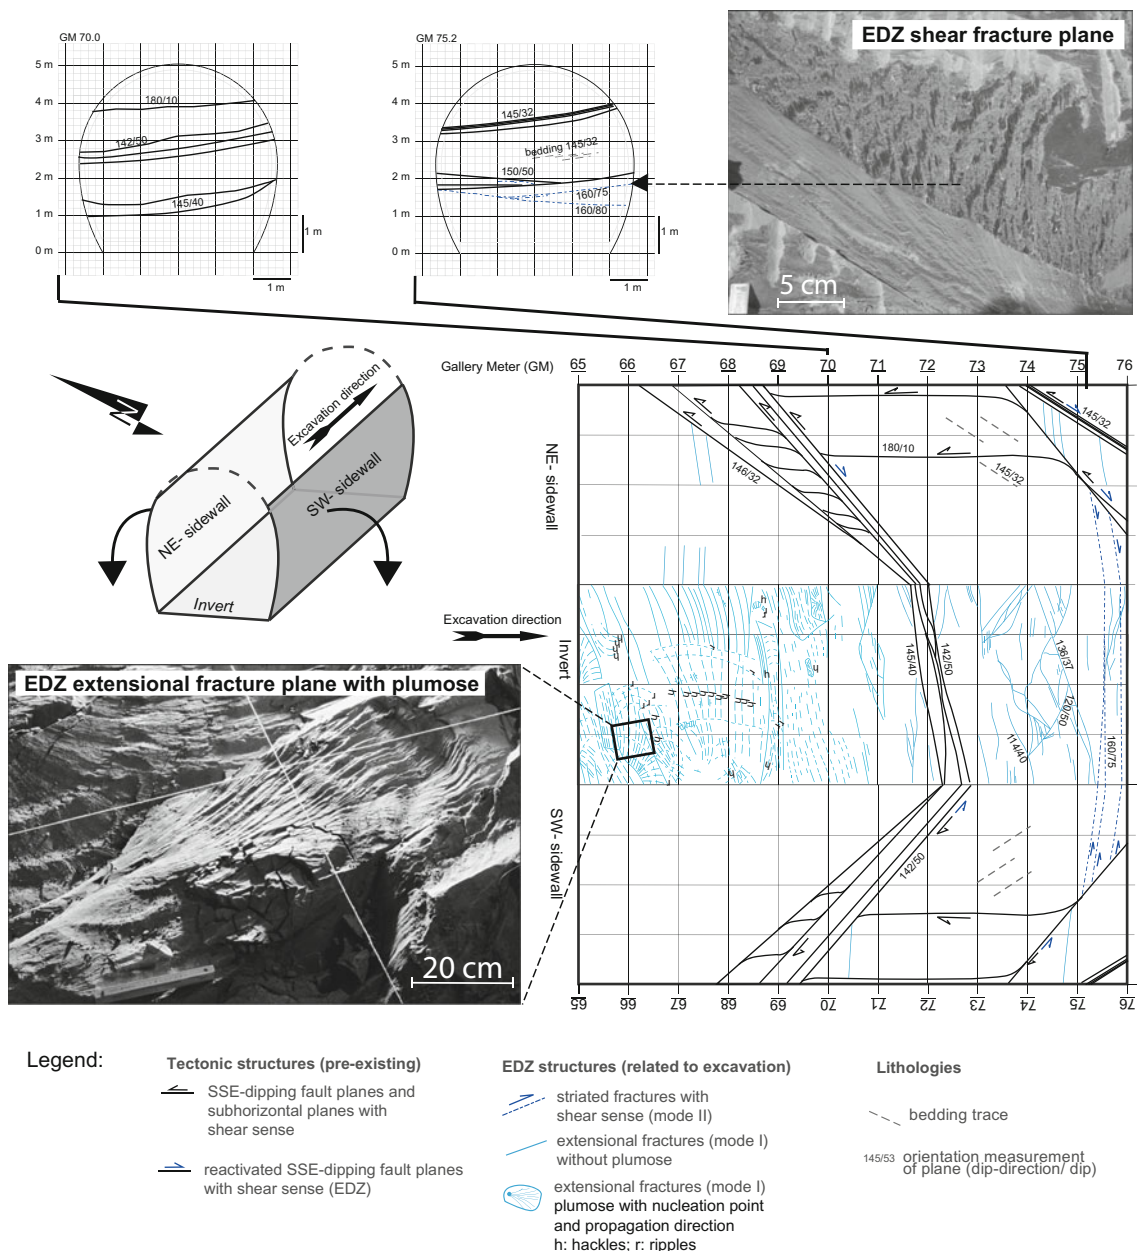 GM 70.0
5 m
4 m
3 m
2 m
1 m
0 m
180/10
142/50
145/40
1 m
1 m
GM 75.2
5 m
4 m
3 m
2 m
1 m
0 m
145/32
bedding 145/32
150/50
160/75
160/80
1 m
1 m
EDZ shear fracture plane
5 cm
N
Excavation direction
NE- sidewall
SW- sidewall
Invert
Gallery Meter (GM)
65 66 67 68 69 70 71 72 73 74 75 76
NE- sidewall
146/32
180/10
145/32
145/32
Excavation direction
Invert
h
r
r
h
h
h
h
h
r
r
r
r
h
h
h
h
h h h h h h
r
h
h
h
r
145/40
142/50
136/37
120/50
114/40
160/75
SW- sidewall
142/50
65 66 67 68 69 70 71 72 73 74 75 76
EDZ extensional fracture plane with plumose
20 cm
Legend:
Tectonic structures (pre-existing)
SSE-dipping fault planes and
subhorizontal planes with
shear sense
reactivated SSE-dipping fault planes
with shear sense (EDZ)
EDZ structures (related to excavation)
striated fractures with
shear sense (mode II)
extensional fractures (mode I)
without plumose
extensional fractures (mode I)
plumose with nucleation point
and propagation direction
h: hackles; r: ripples
Lithologies
bedding trace
145/53 orientation measurement
of plane (dip-direction/ dip)